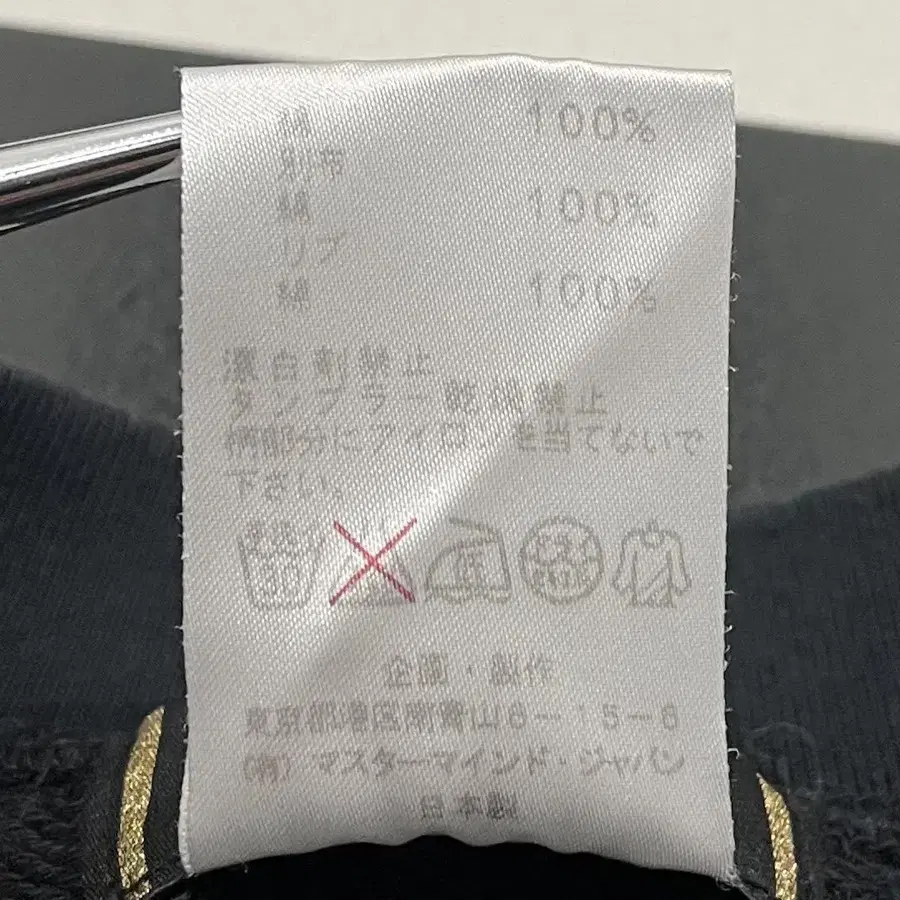 綿 100%
別布
綿 100%
リブ
綿 100%
漂白剤禁止
タンブラー乾燥禁止
柄部分にアイロンを当てないで
下さい。
企画・製作
東京都港区南青山6-15-6
(有)マスターマインド・ジャパン
日本製